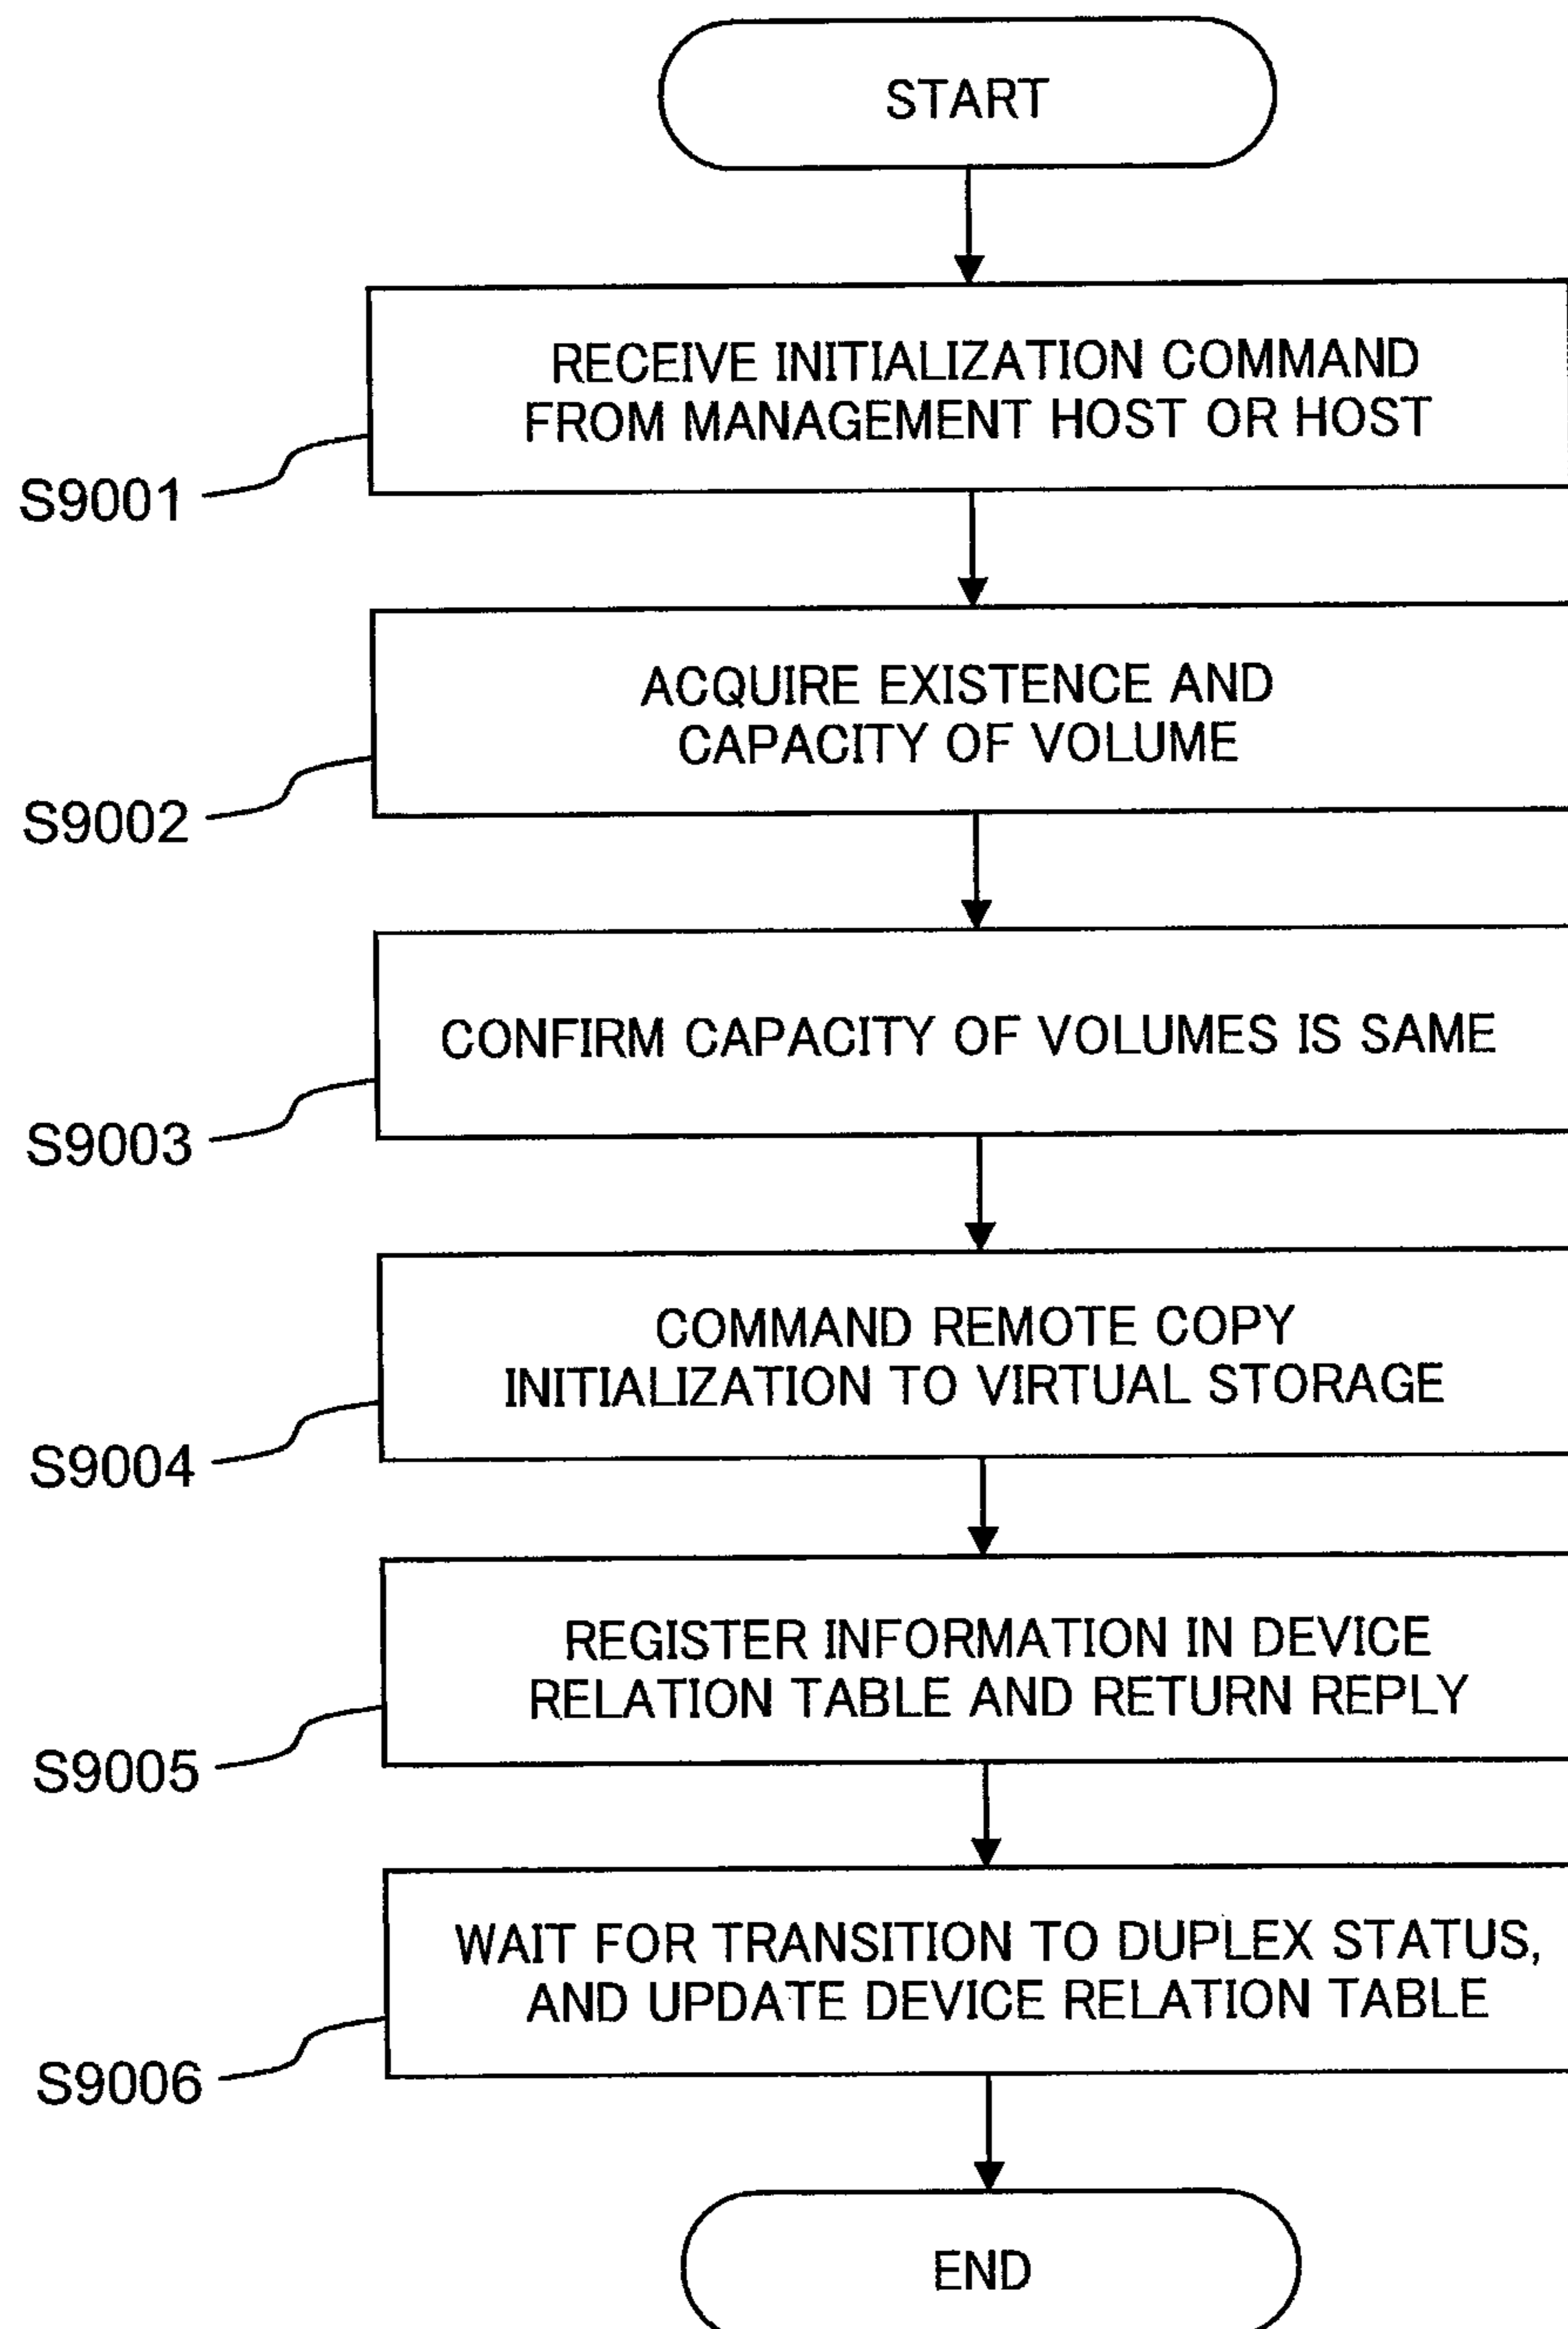 START
RECEIVE INITIALIZATION COMMAND
FROM MANAGEMENT HOST OR HOST
S9001
ACQUIRE EXISTENCE AND
CAPACITY OF VOLUME
S9002
CONFIRM CAPACITY OF VOLUMES IS SAME
S9003
COMMAND REMOTE COPY
INITIALIZATION TO VIRTUAL STORAGE
S9004
REGISTER INFORMATION IN DEVICE
RELATION TABLE AND RETURN REPLY
S9005
WAIT FOR TRANSITION TO DUPLEX STATUS,
AND UPDATE DEVICE RELATION TABLE
S9006
END